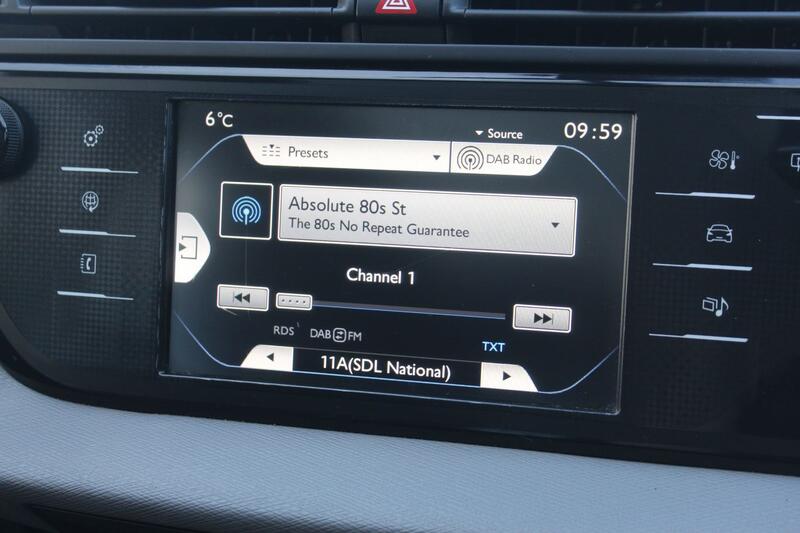 6°C
Source
09:59
Presets
DAB Radio
Absolute 80s St
The 80s No Repeat Guarantee
Channel 1
RDS DAB FM
TXT
11A(SDL National)